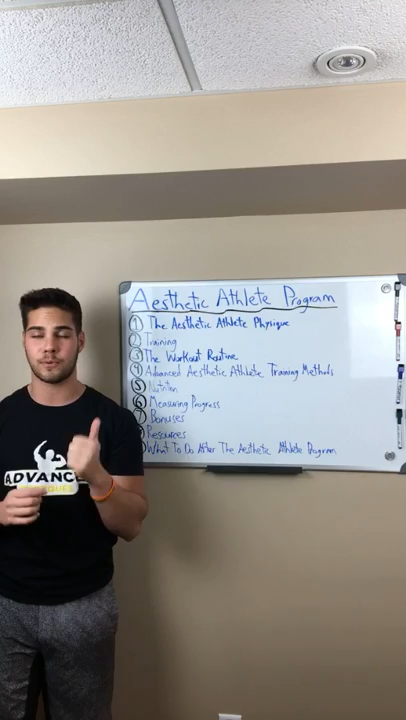 Aesthetic Athlete Program
1 The Aesthetic Athlete Physique
2 Training
3 The Workout Routine
4 Advanced Aesthetic Athlete Training Methods
5 Nutrition
6 Measuring Progress
7 Bonuses
Resources
What To Do After The Aesthetic Athlete Program
ADVANCE